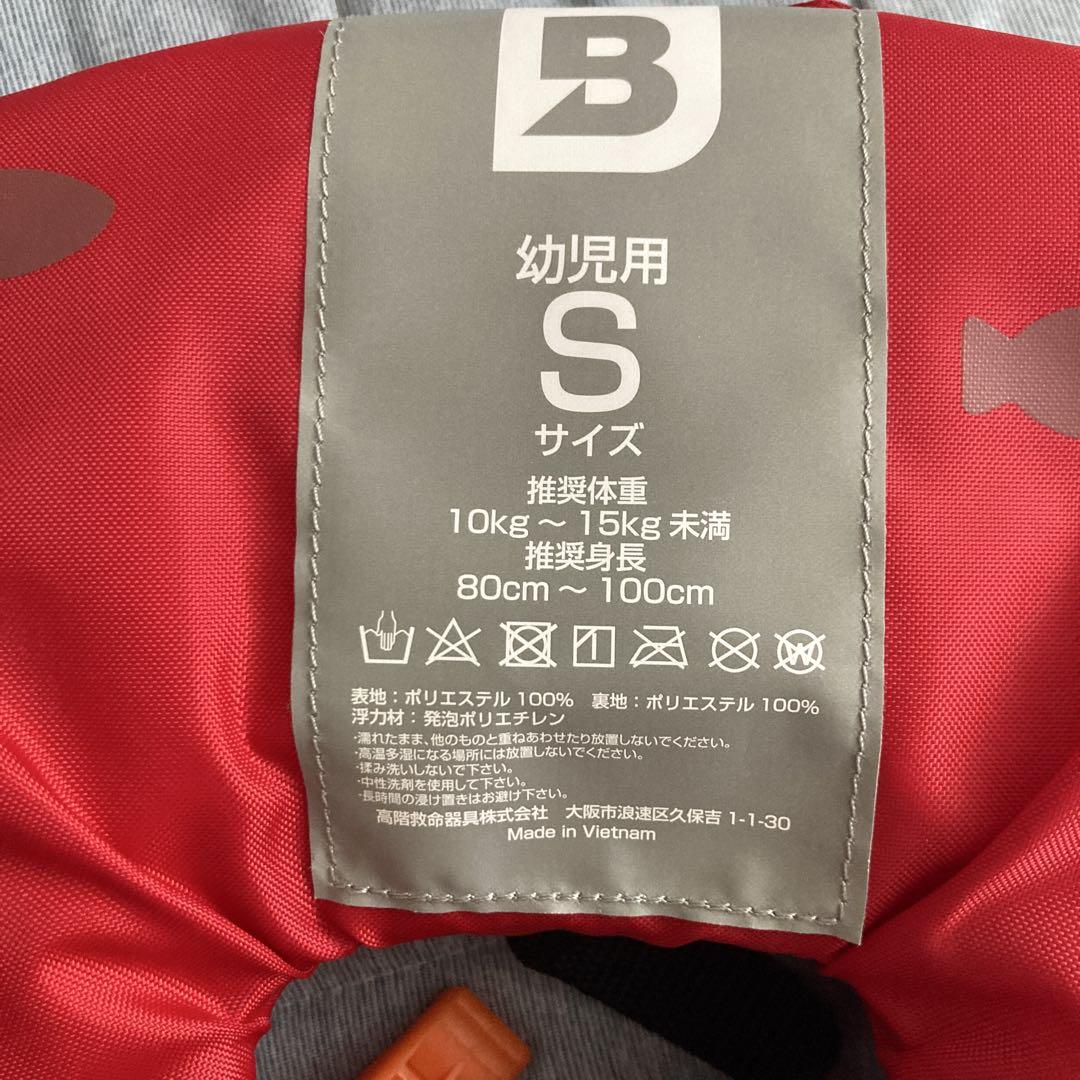 B
幼児用
S
サイズ
推奨体重
10kg ～ 15kg 未満
推奨身長
80cm ～ 100cm
W
表地：ポリエステル 100%　裏地：ポリエステル 100%
浮力材：発泡ポリエチレン
・濡れたまま、他のものと重ねあわせたり放置しないでください。
・高温多湿になる場所には放置しないでください。
・揉み洗いしないで下さい。
・中性洗剤を使用して下さい。
・長時間の浸け置きはお避け下さい。
高階救命器具株式会社　大阪市浪速区久保吉 1-1-30
Made in Vietnam